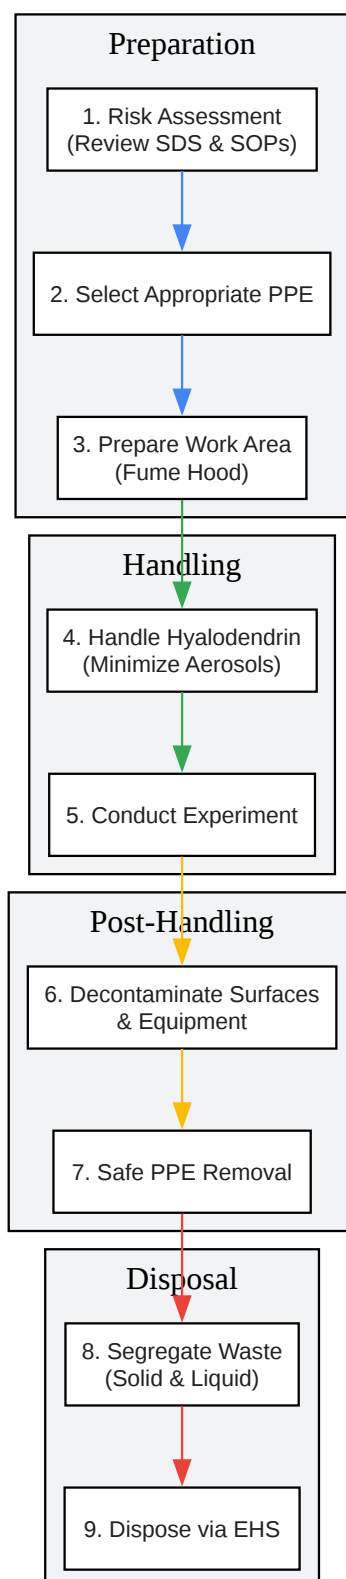 Preparation
1. Risk Assessment
(Review SDS & SOPs)
2. Select Appropriate PPE
3. Prepare Work Area
(Fume Hood)
Handling
4. Handle Hyalodendrin
(Minimize Aerosols)
5. Conduct Experiment
Post-Handling
6. Decontaminate Surfaces
& Equipment
7. Safe PPE Removal
Disposal
8. Segregate Waste
(Solid & Liquid)
9. Dispose via EHS